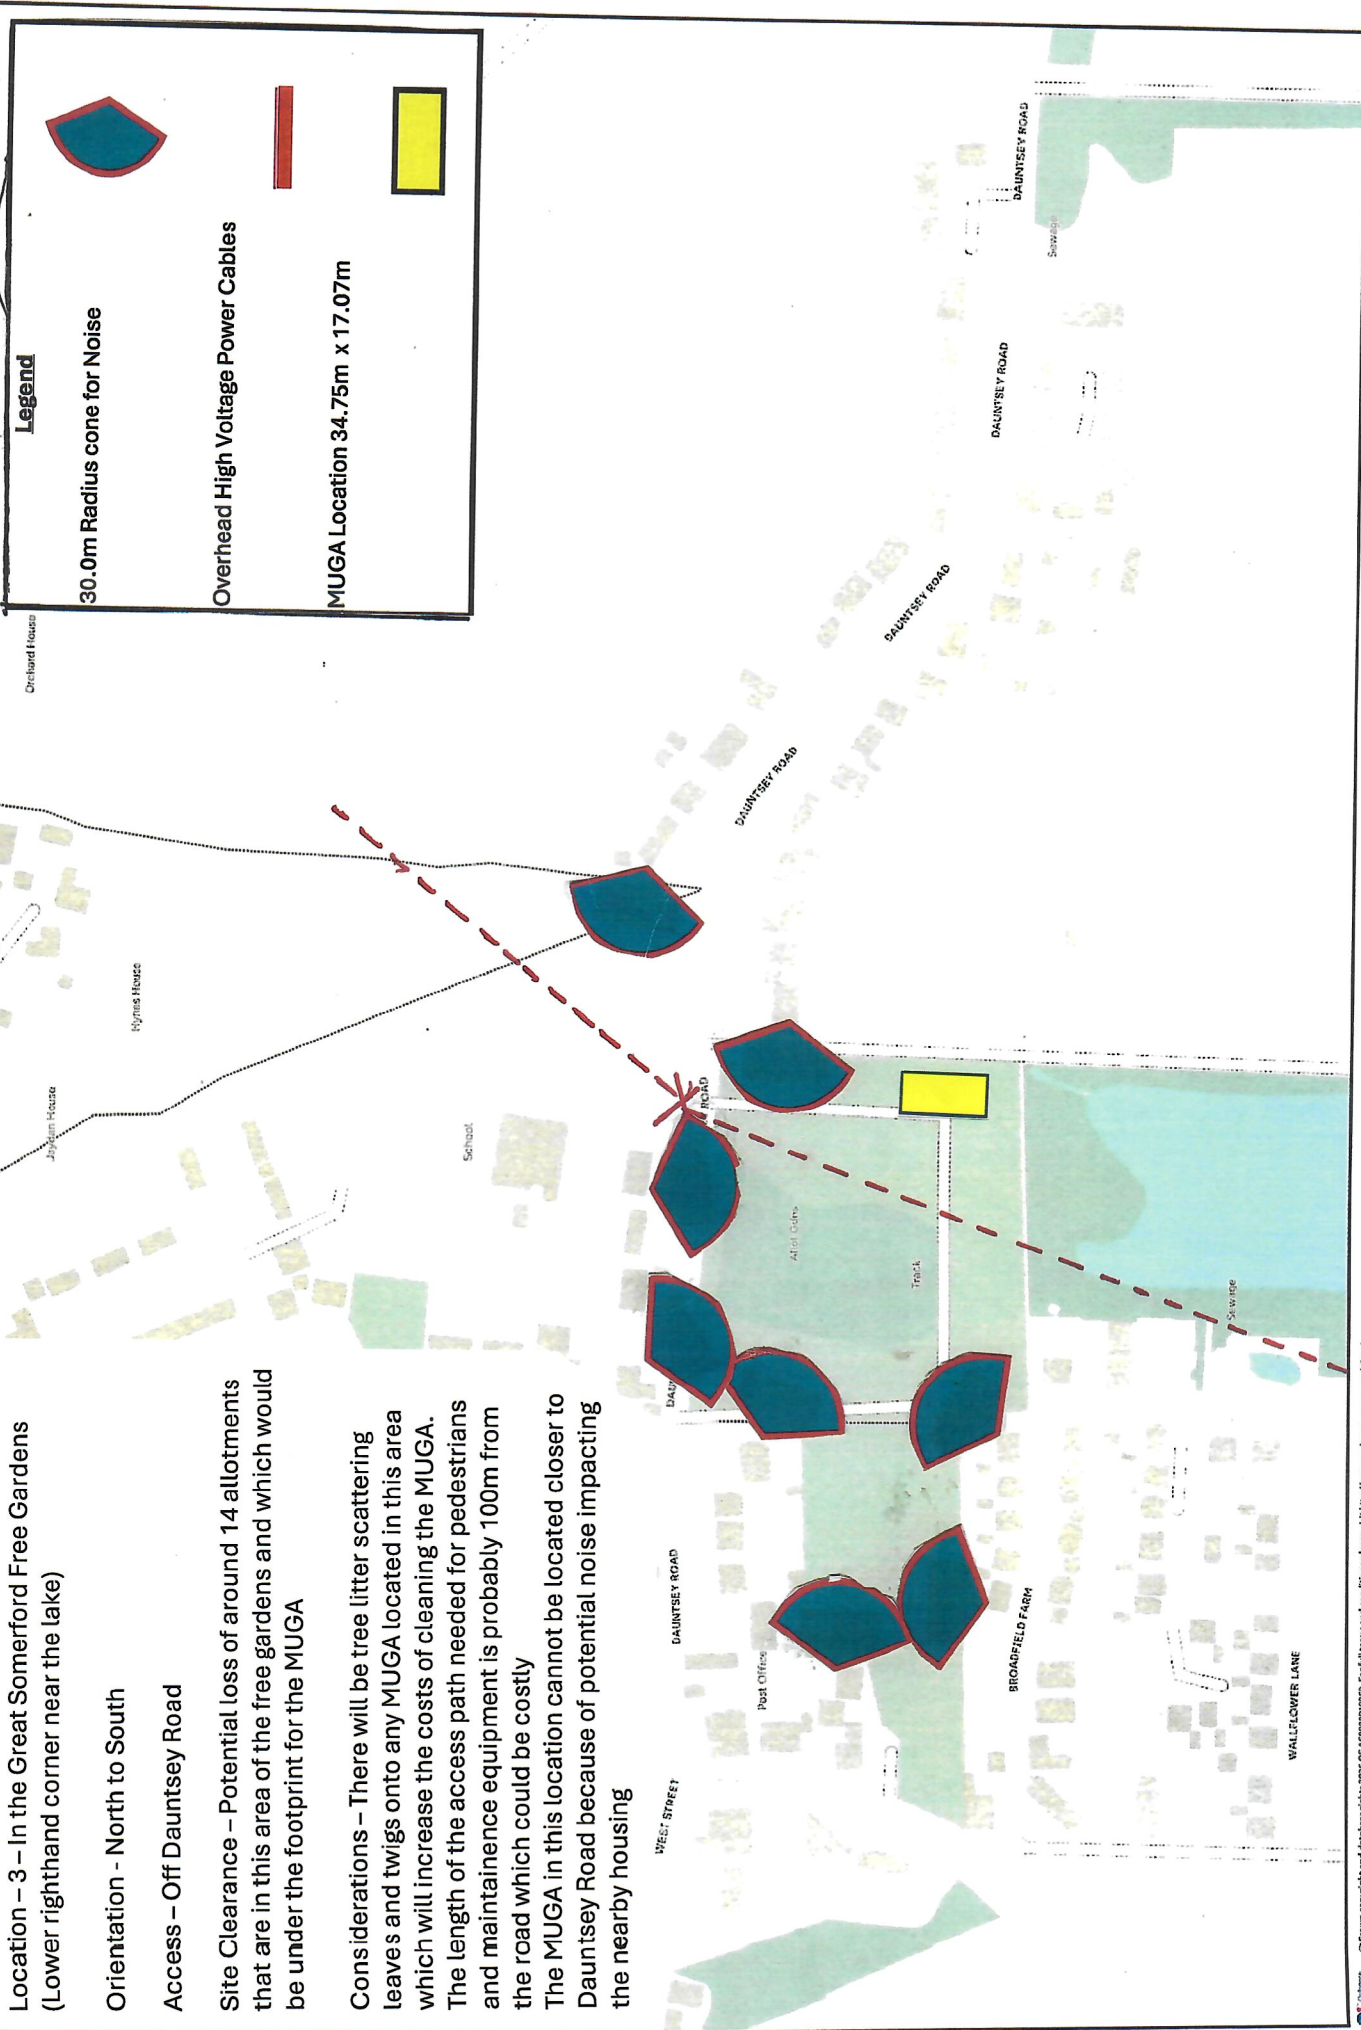 Location – 3 – In the Great Somerford Free Gardens
(Lower righthand corner near the lake)
Orientation - North to South
Access – Off Dauntsey Road
Site Clearance – Potential loss of around 14 allotments
that are in this area of the free gardens and which would
be under the footprint for the MUGA
Considerations – There will be tree litter scattering
leaves and twigs onto any MUGA located in this area
which will increase the costs of cleaning the MUGA.
The length of the access path needed for pedestrians
and maintainence equipment is probably 100m from
the road which could be costly
The MUGA in this location cannot be located closer to
Dauntsey Road because of potential noise impacting
the nearby housing
Legend
30.0m Radius cone for Noise
Overhead High Voltage Power Cables
MUGA Location 34.75m x 17.07m
Orchard House
Hynes House
Jaydan House
School
ROAD
DAU
Allot Gdns
Track
Sewage
DAUNTSEY ROAD
DAUNTSEY ROAD
DAUNTSEY ROAD
DAUNTSEY ROAD
Sewage
WEST STREET
DAUNTSEY ROAD
Post Office
BROADFIELD FARM
WALLFLOWER LANE